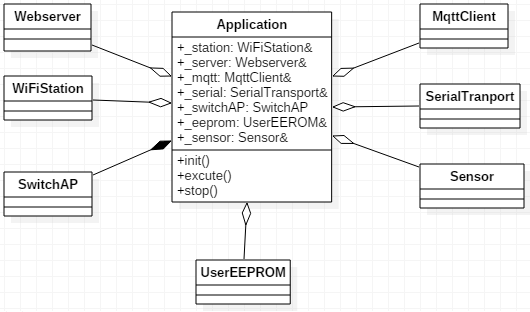 Webserver
Application
MqttClient
+_station: WiFiStation&
+_server: Webserver&
+_mqtt: MqttClient&
+_serial: SerialTransport&
+_switchAP: SwitchAP
+_eeprom: UserEEROM&
+_sensor: Sensor&
WiFiStation
SerialTranport
+init()
+excute()
+stop()
SwitchAP
Sensor
UserEEPROM